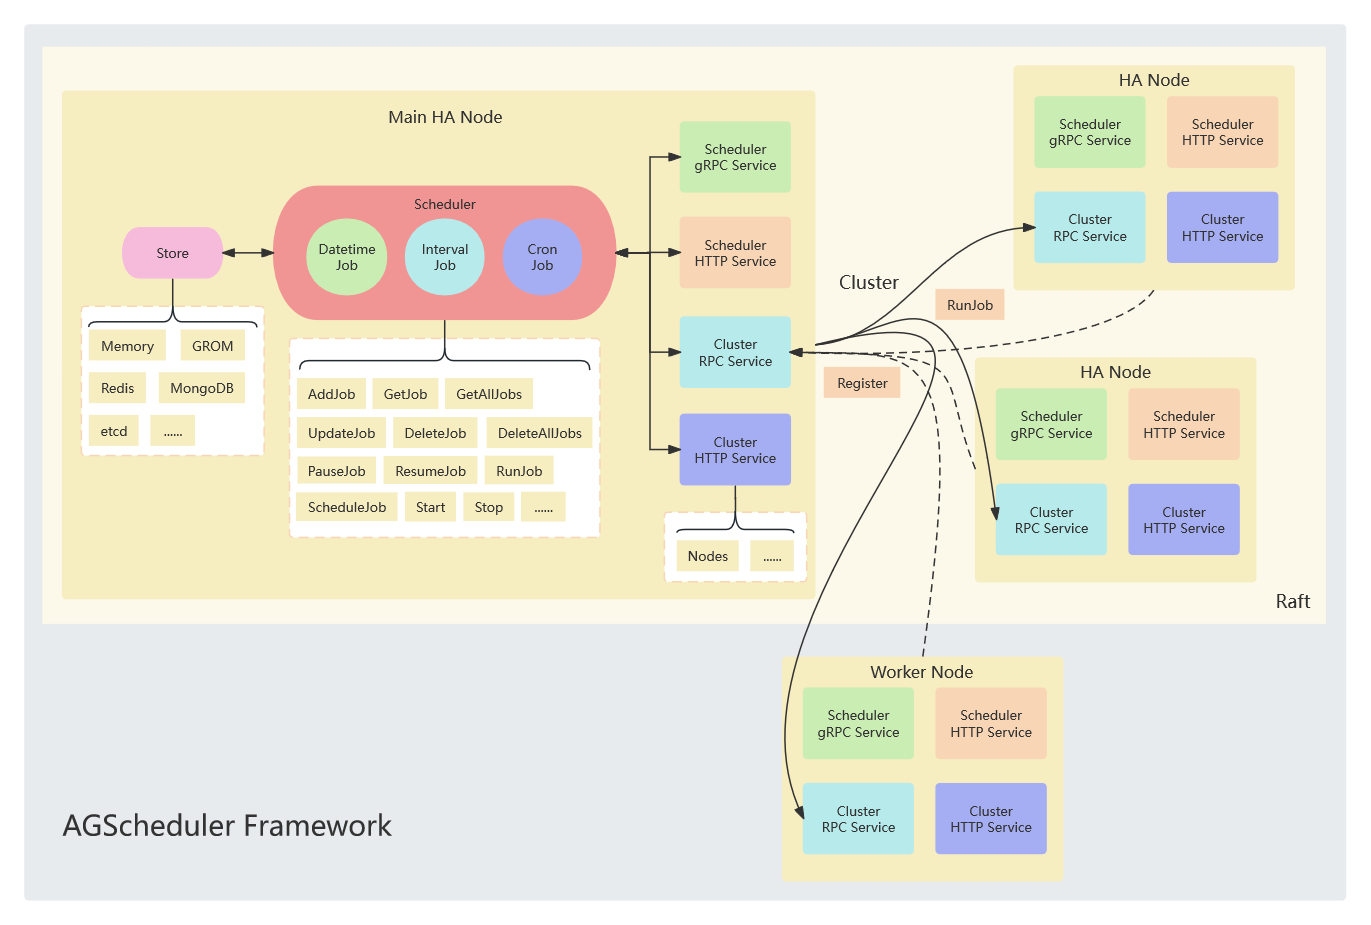 Main HA Node
Store
Memory
GROM
Redis
MongoDB
etcd
......
Scheduler
Datetime
Job
Interval
Job
Cron
Job
AddJob
GetJob
GetAllJobs
UpdateJob
DeleteJob
DeleteAllJobs
PauseJob
ResumeJob
RunJob
ScheduleJob
Start
Stop
......
Scheduler
gRPC Service
Scheduler
HTTP Service
Cluster
RPC Service
Cluster
HTTP Service
Nodes
......
Cluster
RunJob
Register
HA Node
Scheduler
gRPC Service
Scheduler
HTTP Service
Cluster
RPC Service
Cluster
HTTP Service
HA Node
Scheduler
gRPC Service
Scheduler
HTTP Service
Cluster
RPC Service
Cluster
HTTP Service
Raft
Worker Node
Scheduler
gRPC Service
Scheduler
HTTP Service
Cluster
RPC Service
Cluster
HTTP Service
AGScheduler Framework